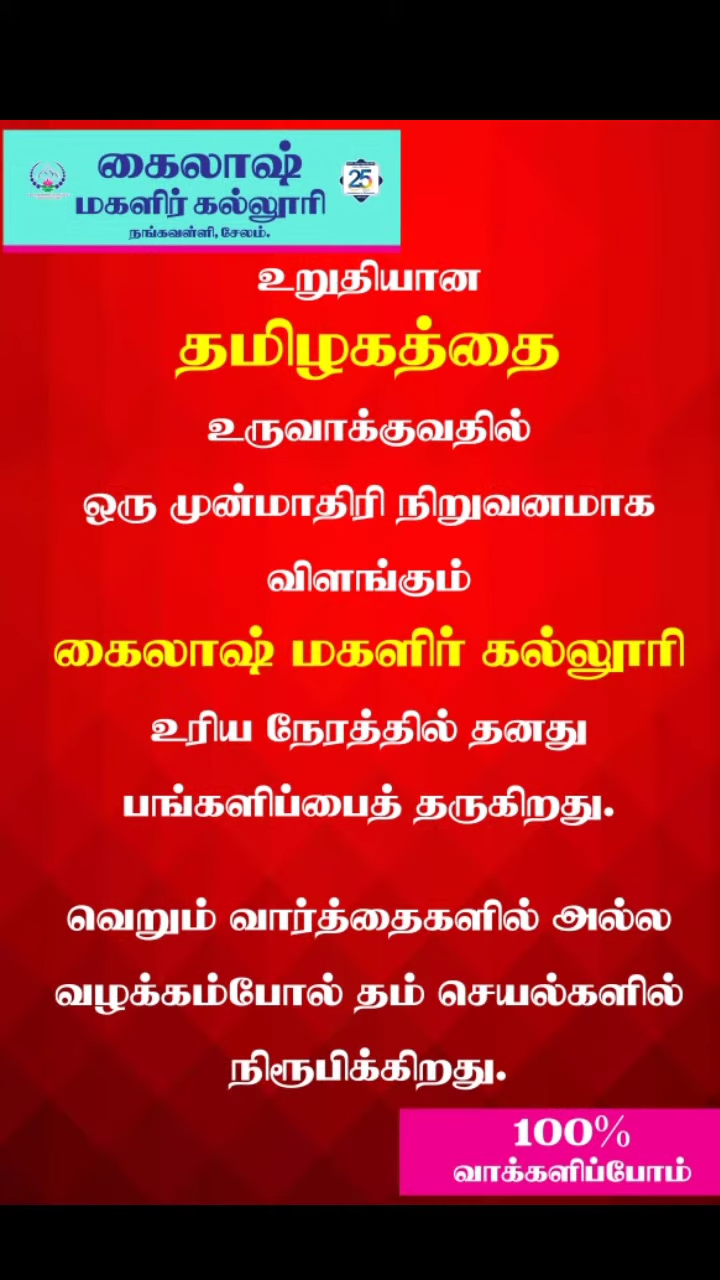 கைலாஷ்
மகளிர் கல்லூரி
நங்கவள்ளி, சேலம்.
25
உறுதியான
தமிழகத்தை
உருவாக்குவதில்
ஒரு முன்மாதிரி நிறுவனமாக
விளங்கும்
கைலாஷ் மகளிர் கல்லூரி
உரிய நேரத்தில் தனது
பங்களிப்பைத் தருகிறது.
வெறும் வார்த்தைகளில் அல்ல
வழக்கம்போல் தம் செயல்களில்
நிரூபிக்கிறது.
100%
வாக்களிப்போம்